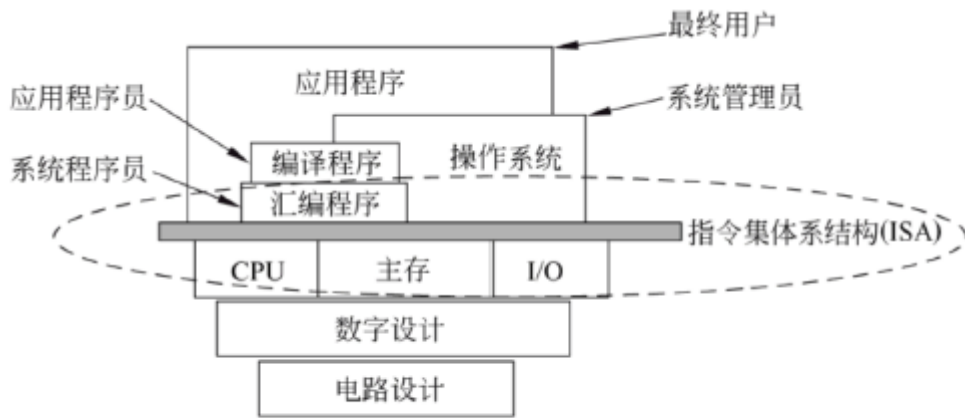 最终用户
应用程序
应用程序员
系统管理员
编译程序
操作系统
系统程序员
汇编程序
指令集体系结构(ISA)
CPU
主存
I/O
数字设计
电路设计